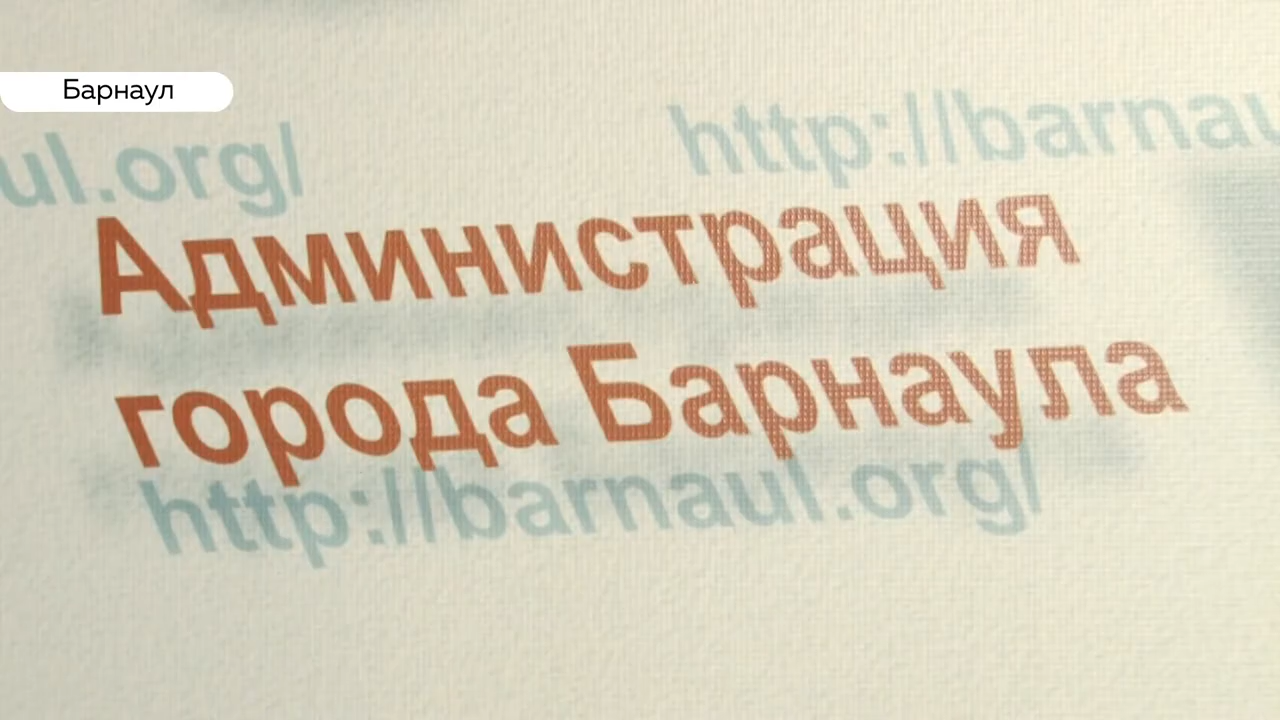 Барнаул
http://barnau
ul.org/
Администрация
города Барнаула
http://barnaul.org/